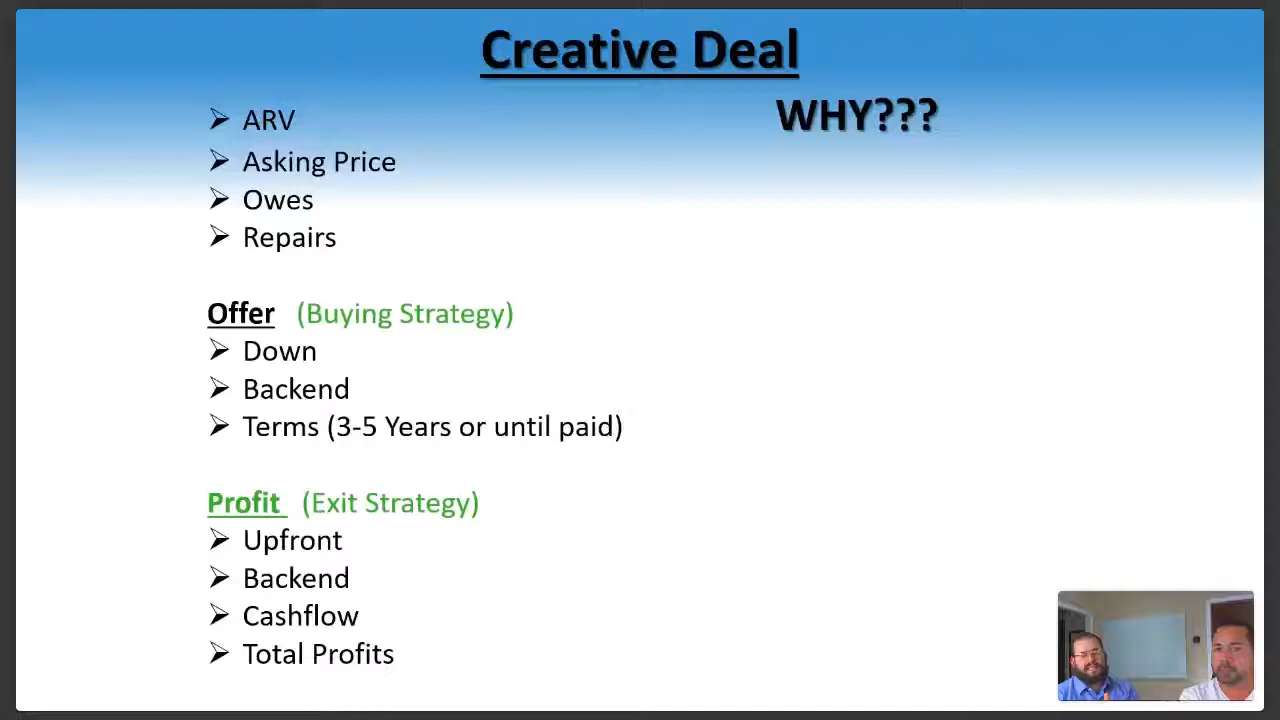 Creative Deal
WHY???
➢ ARV
➢ Asking Price
➢ Owes
➢ Repairs
Offer (Buying Strategy)
➢ Down
➢ Backend
➢ Terms (3-5 Years or until paid)
Profit (Exit Strategy)
➢ Upfront
➢ Backend
➢ Cashflow
➢ Total Profits